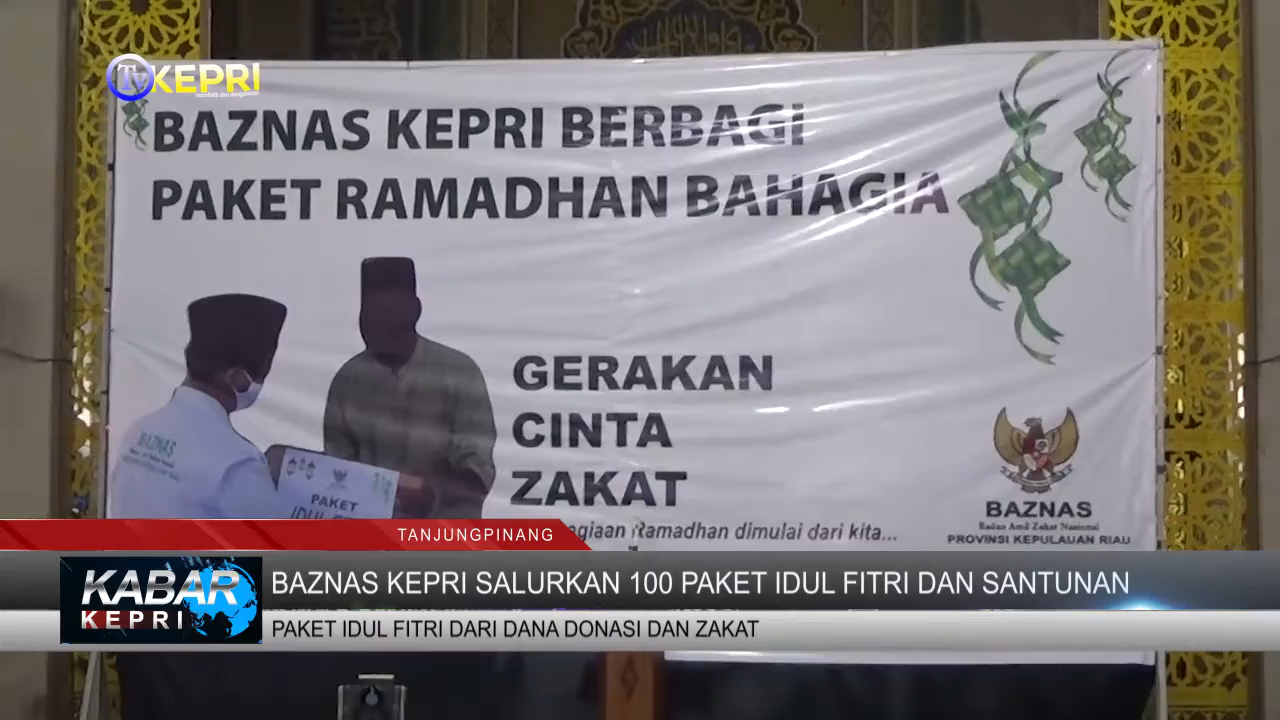 TV KEPRI
BAZNAS KEPRI BERBAGI
PAKET RAMADHAN BAHAGIA
GERAKAN
CINTA
ZAKAT
BAZNAS
PAKET
giaan Ramadhan dimulai dari kita...
BAZNAS
Badan Amil Zakat Nasional
PROVINSI KEPULAUAN RIAU
TANJUNGPINANG
KABAR
KEPRI
BAZNAS KEPRI SALURKAN 100 PAKET IDUL FITRI DAN SANTUNAN
PAKET IDUL FITRI DARI DANA DONASI DAN ZAKAT